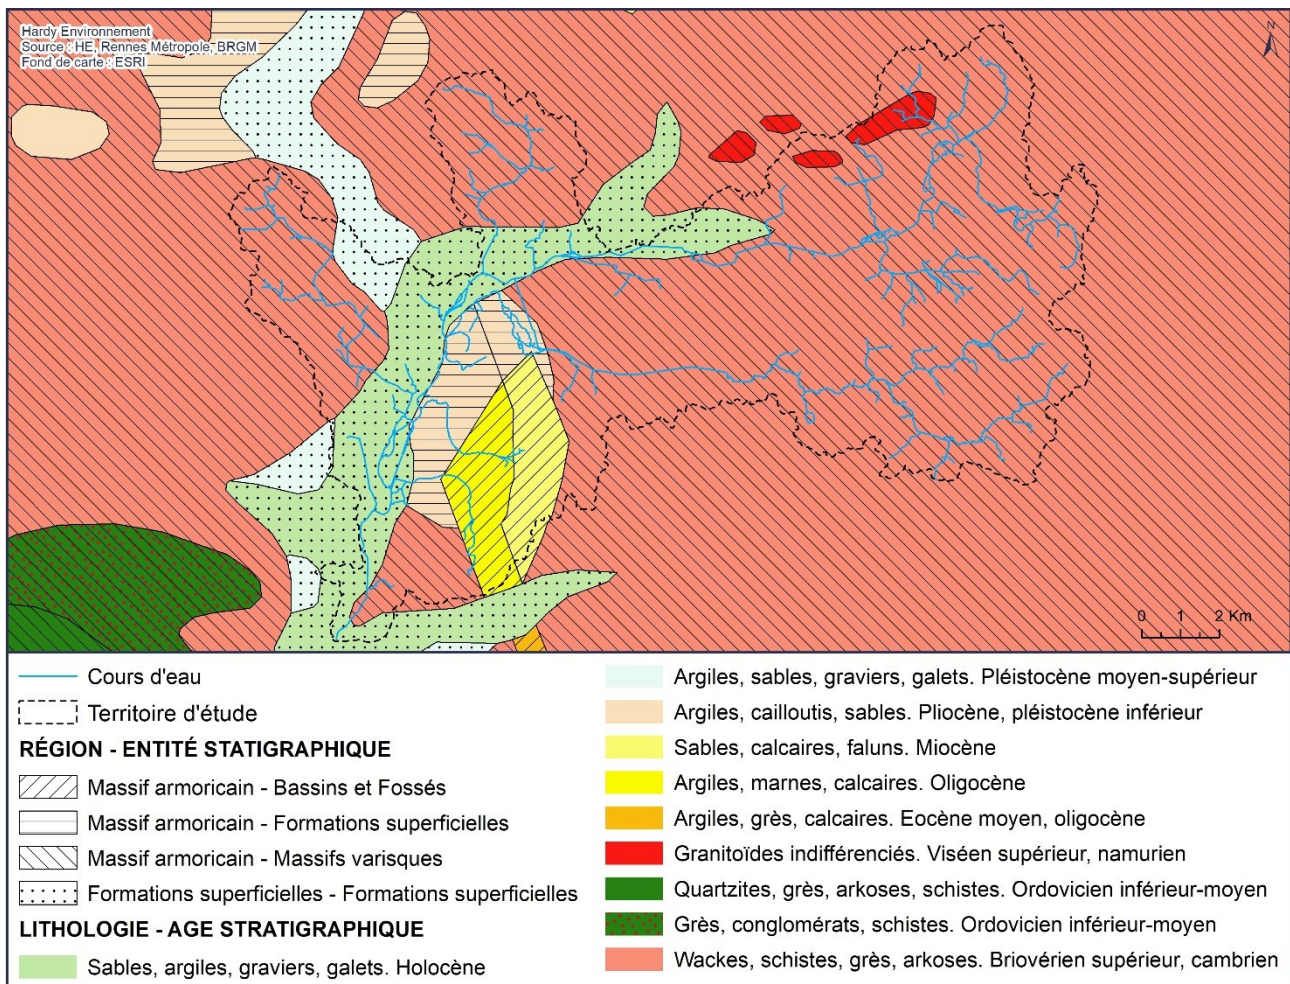 Hardy Environnement
Source : HE, Rennes Métropole, BRGM
Fond de carte : ESRI
N
0 1 2 Km
Cours d'eau
Territoire d'étude
RÉGION - ENTITÉ STATIGRAPHIQUE
Massif armoricain - Bassins et Fossés
Massif armoricain - Formations superficielles
Massif armoricain - Massifs varisques
Formations superficielles - Formations superficielles
LITHOLOGIE - AGE STRATIGRAPHIQUE
Sables, argiles, graviers, galets. Holocène
Argiles, sables, graviers, galets. Pléistocène moyen-supérieur
Argiles, cailloutis, sables. Pliocène, pléistocène inférieur
Sables, calcaires, faluns. Miocène
Argiles, marnes, calcaires. Oligocène
Argiles, grès, calcaires. Eocène moyen, oligocène
Granitoïdes indifférenciés. Viséen supérieur, namurien
Quartzites, grès, arkoses, schistes. Ordovicien inférieur-moyen
Grès, conglomérats, schistes. Ordovicien inférieur-moyen
Wackes, schistes, grès, arkoses. Briovérien supérieur, cambrien